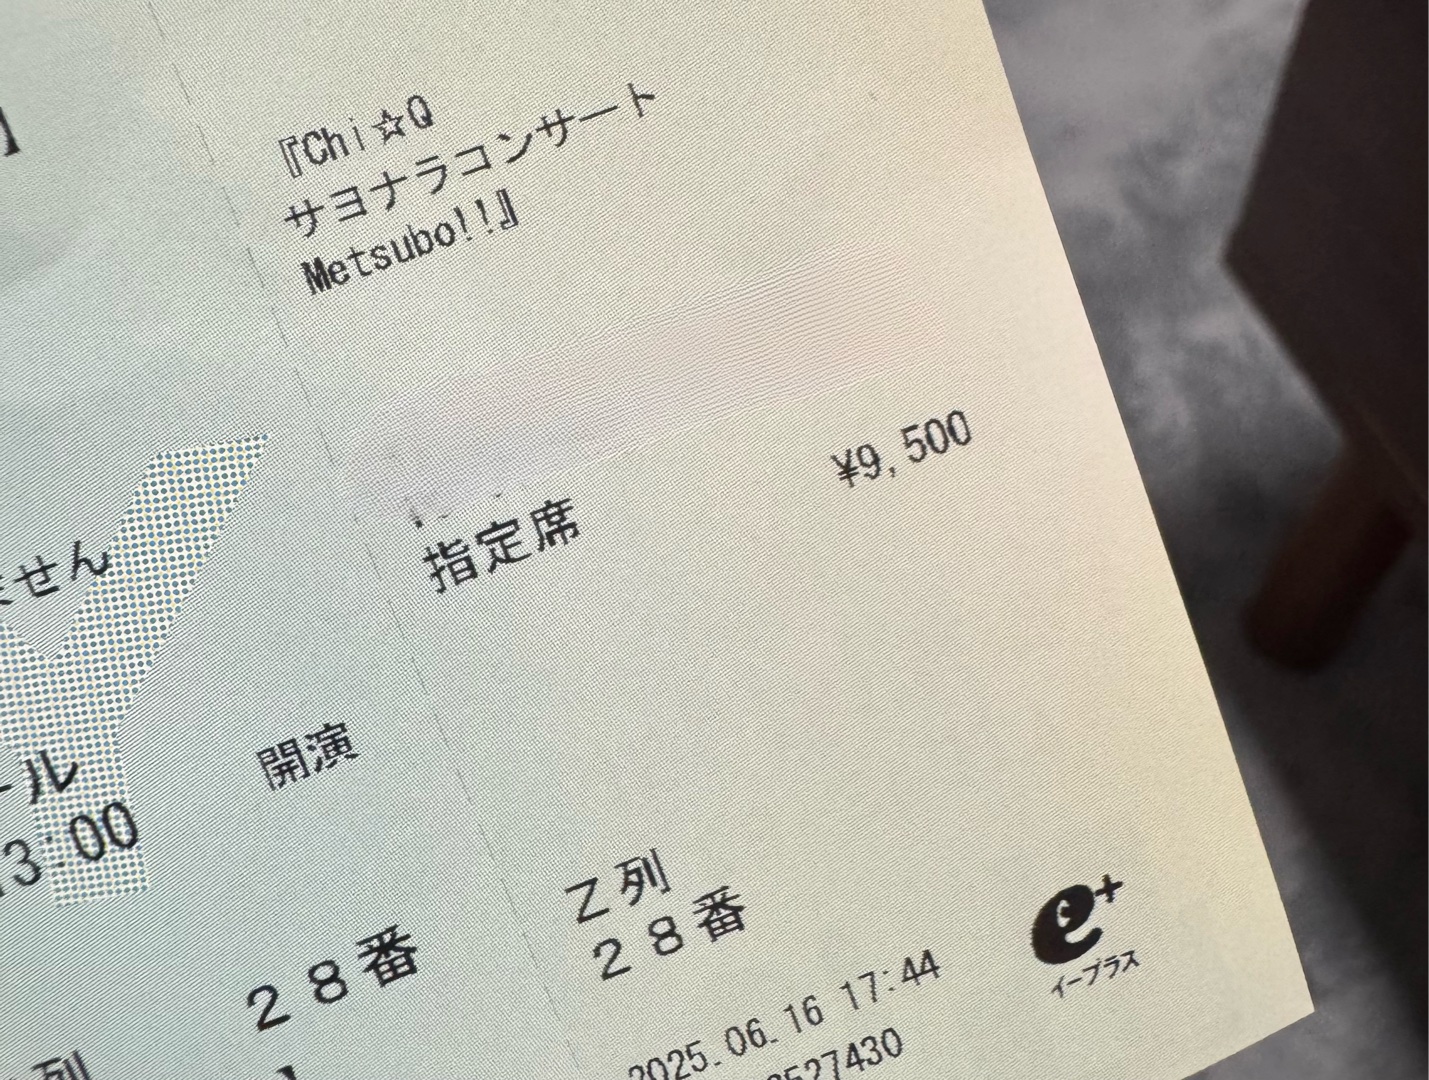 】
『Chi☆Q
サヨナラコンサート
Metsubo!!』
¥9,500
指定席
ません
開演
ール
13:00
Z列
28番
28番
e+
イープラス
2025.06.16 17:44
3527430
列